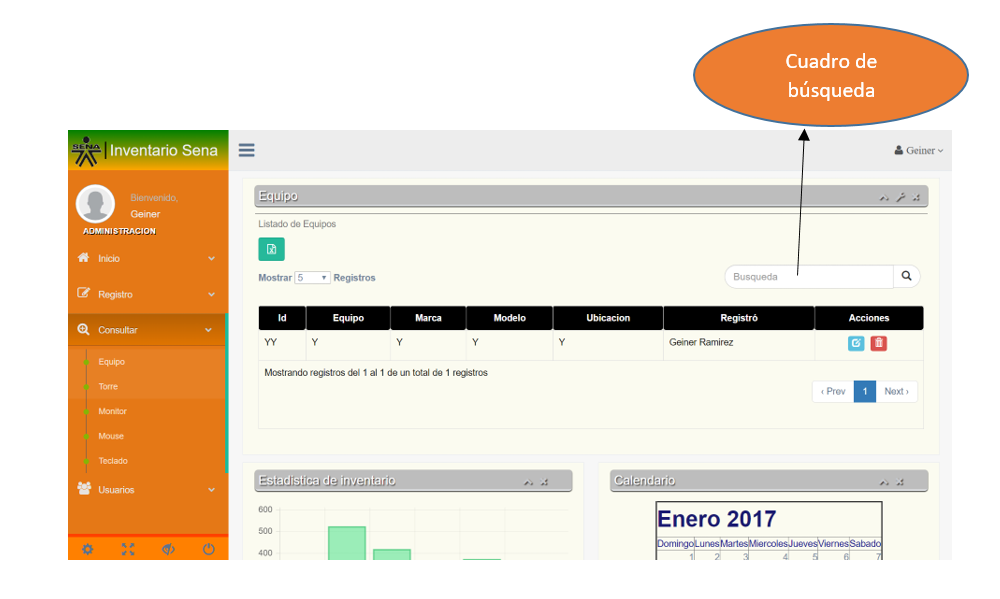 Cuadro de
búsqueda
SENA Inventario Sena
Geiner
Bienvenido,
Geiner
ADMINISTRACION
Inicio
Registro
Consultar
Equipo
Torre
Monitor
Mouse
Teclado
Usuarios
Equipo
Listado de Equipos
Mostrar 5 Registros
Busqueda
Id Equipo Marca Modelo Ubicacion Registró Acciones
YY Y Y Y Y Geiner Ramirez
Mostrando registros del 1 al 1 de un total de 1 registros
‹ Prev 1 Next ›
Estadistica de inventario
600
500
400
Calendario
Enero 2017
Domingo Lunes Martes Miercoles Jueves Viernes Sabado
1 2 3 4 5 6 7